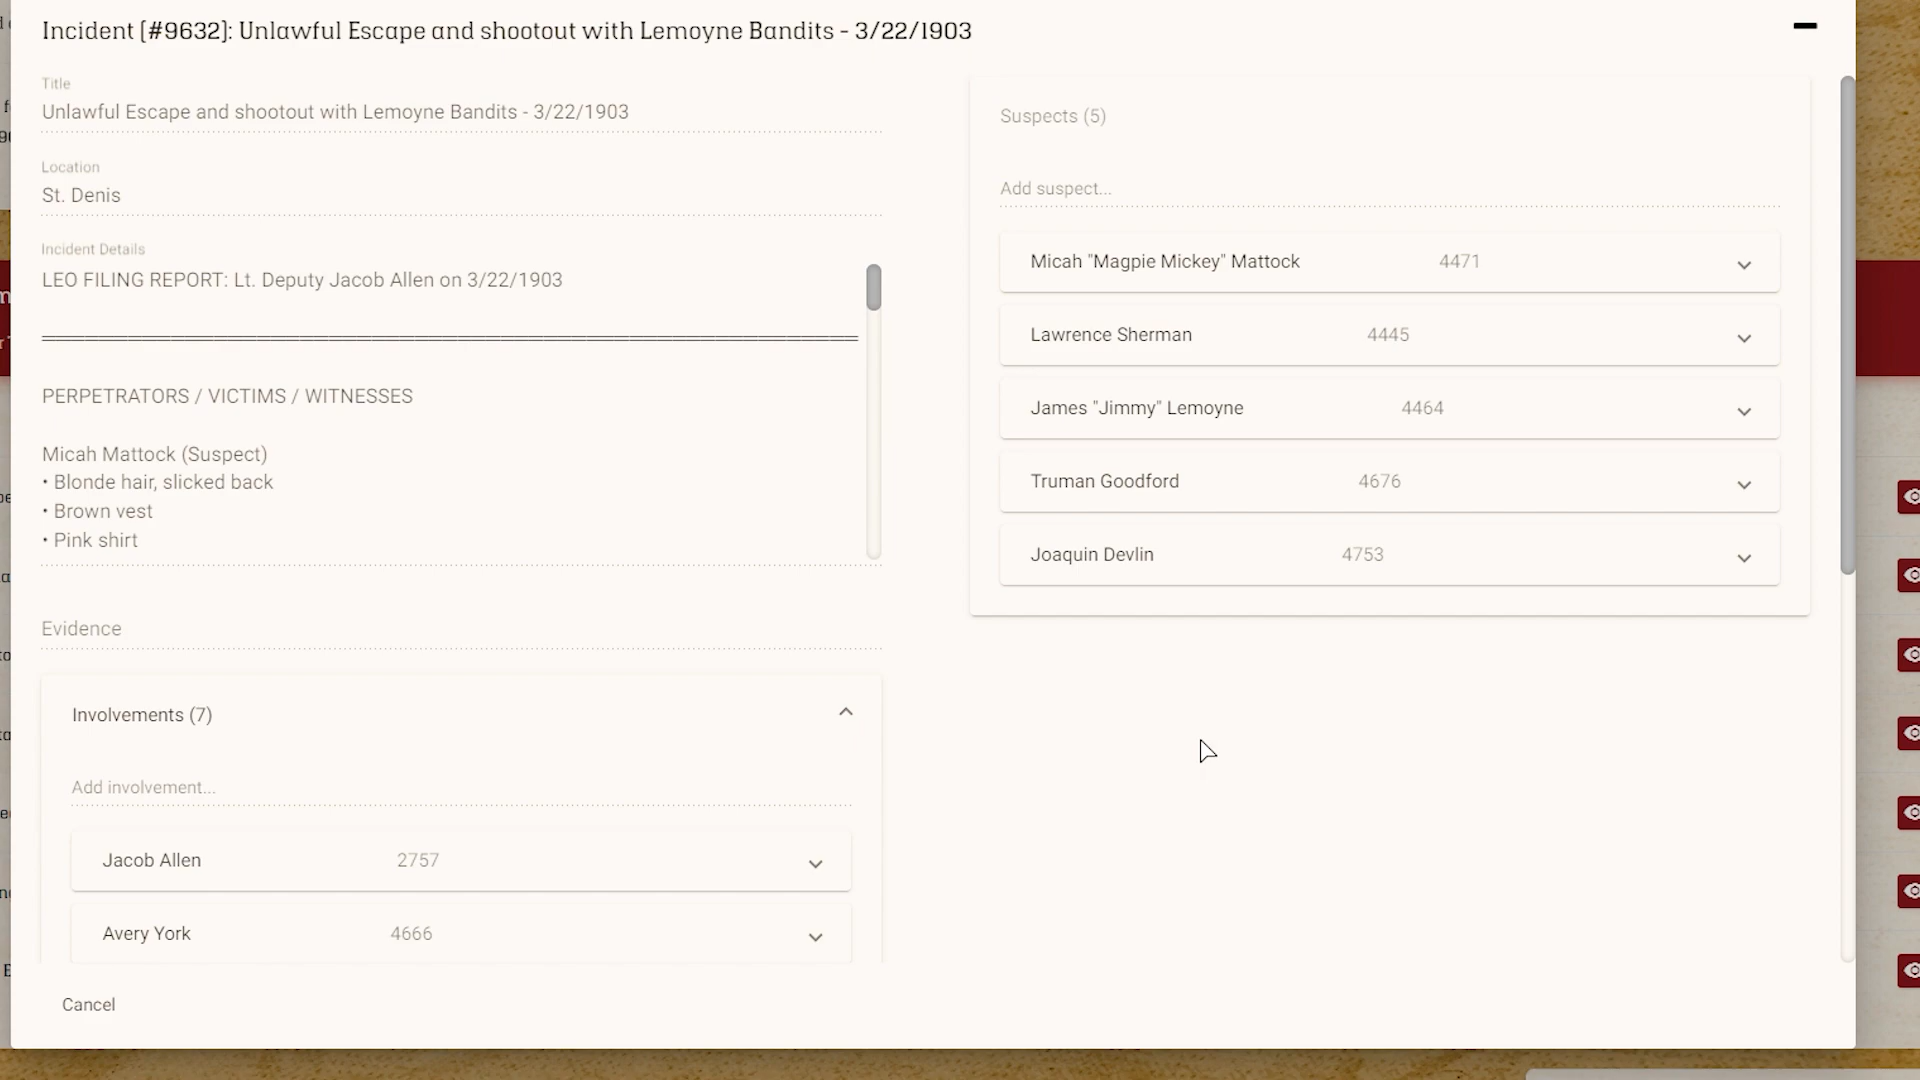 Incident [#9632]: Unlawful Escape and shootout with Lemoyne Bandits - 3/22/1903
Title
Unlawful Escape and shootout with Lemoyne Bandits - 3/22/1903
Location
St. Denis
Incident Details
LEO FILING REPORT: Lt. Deputy Jacob Allen on 3/22/1903
PERPETRATORS / VICTIMS / WITNESSES
Micah Mattock (Suspect)
• Blonde hair, slicked back
• Brown vest
• Pink shirt
Evidence
Involvements (7)
Add involvement...
Jacob Allen 2757
Avery York 4666
Cancel
Suspects (5)
Add suspect...
Micah "Magpie Mickey" Mattock 4471
Lawrence Sherman 4445
James "Jimmy" Lemoyne 4464
Truman Goodford 4676
Joaquin Devlin 4753